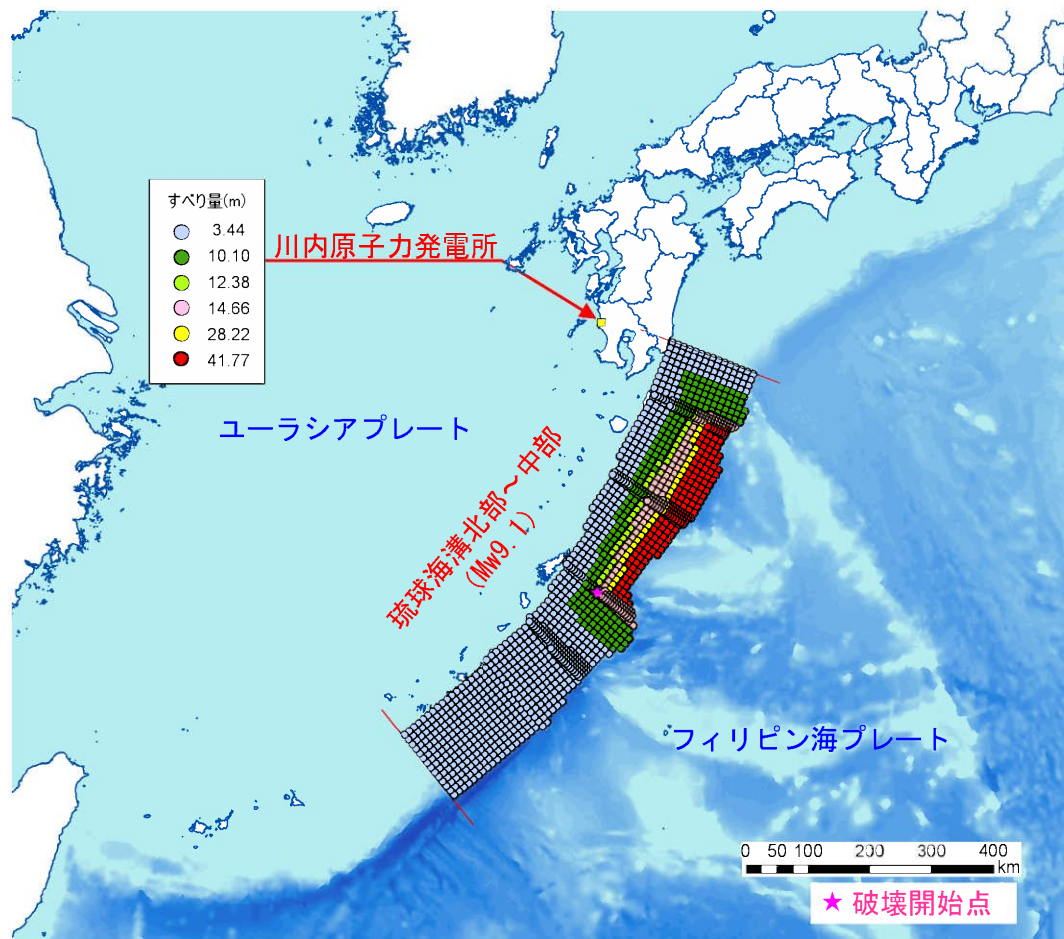 すべり量(m)
3.44
10.10
12.38
14.66
28.22
41.77
川内原子力発電所
ユーラシアプレート
琉球海溝北部～中部
(Mw9.1)
フィリピン海プレート
0 50 100 200 300 400
km
★ 破壊開始点